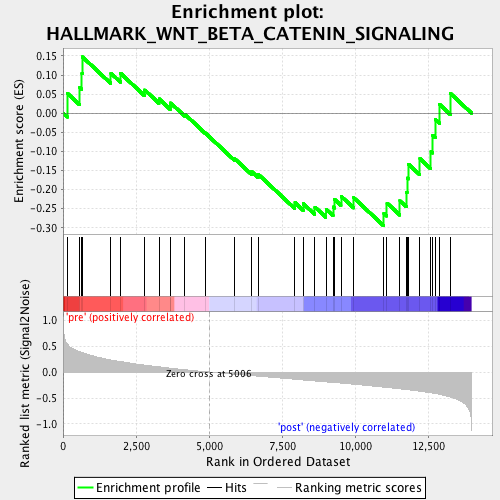 Enrichment plot:
HALLMARK_WNT_BETA_CATENIN_SIGNALING
Enrichment score (ES)
0.15
0.10
0.05
0.00
-0.05
-0.10
-0.15
-0.20
-0.25
-0.30
'pre' (positively correlated)
Ranked list metric (Signal2Noise)
1.0
0.5
0.0
-0.5
-1.0
Zero cross at 5006
'post' (negatively correlated)
0 2,500 5,000 7,500 10,000 12,500
Rank in Ordered Dataset
Enrichment profile Hits Ranking metric scores